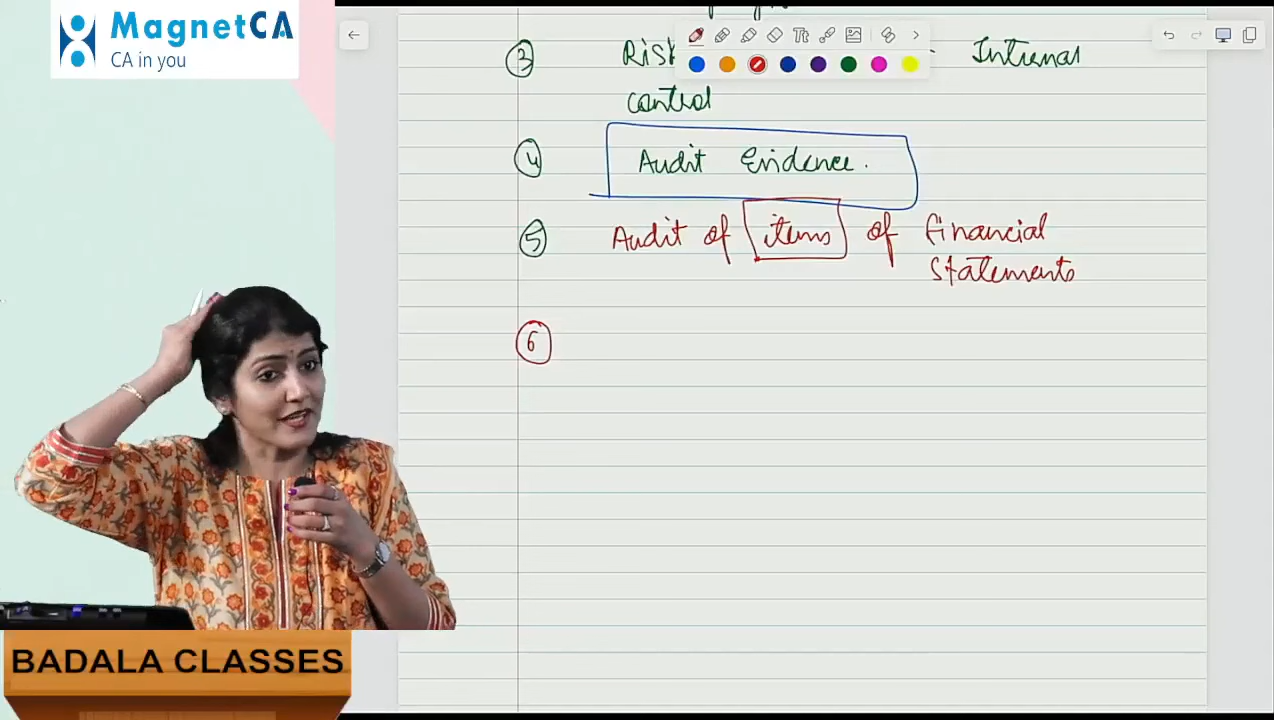 MagnetCA
CA in you
3 Internal
control
4 Audit Evidence.
5 Audit of items of financial
statements
6
BADALA CLASSES